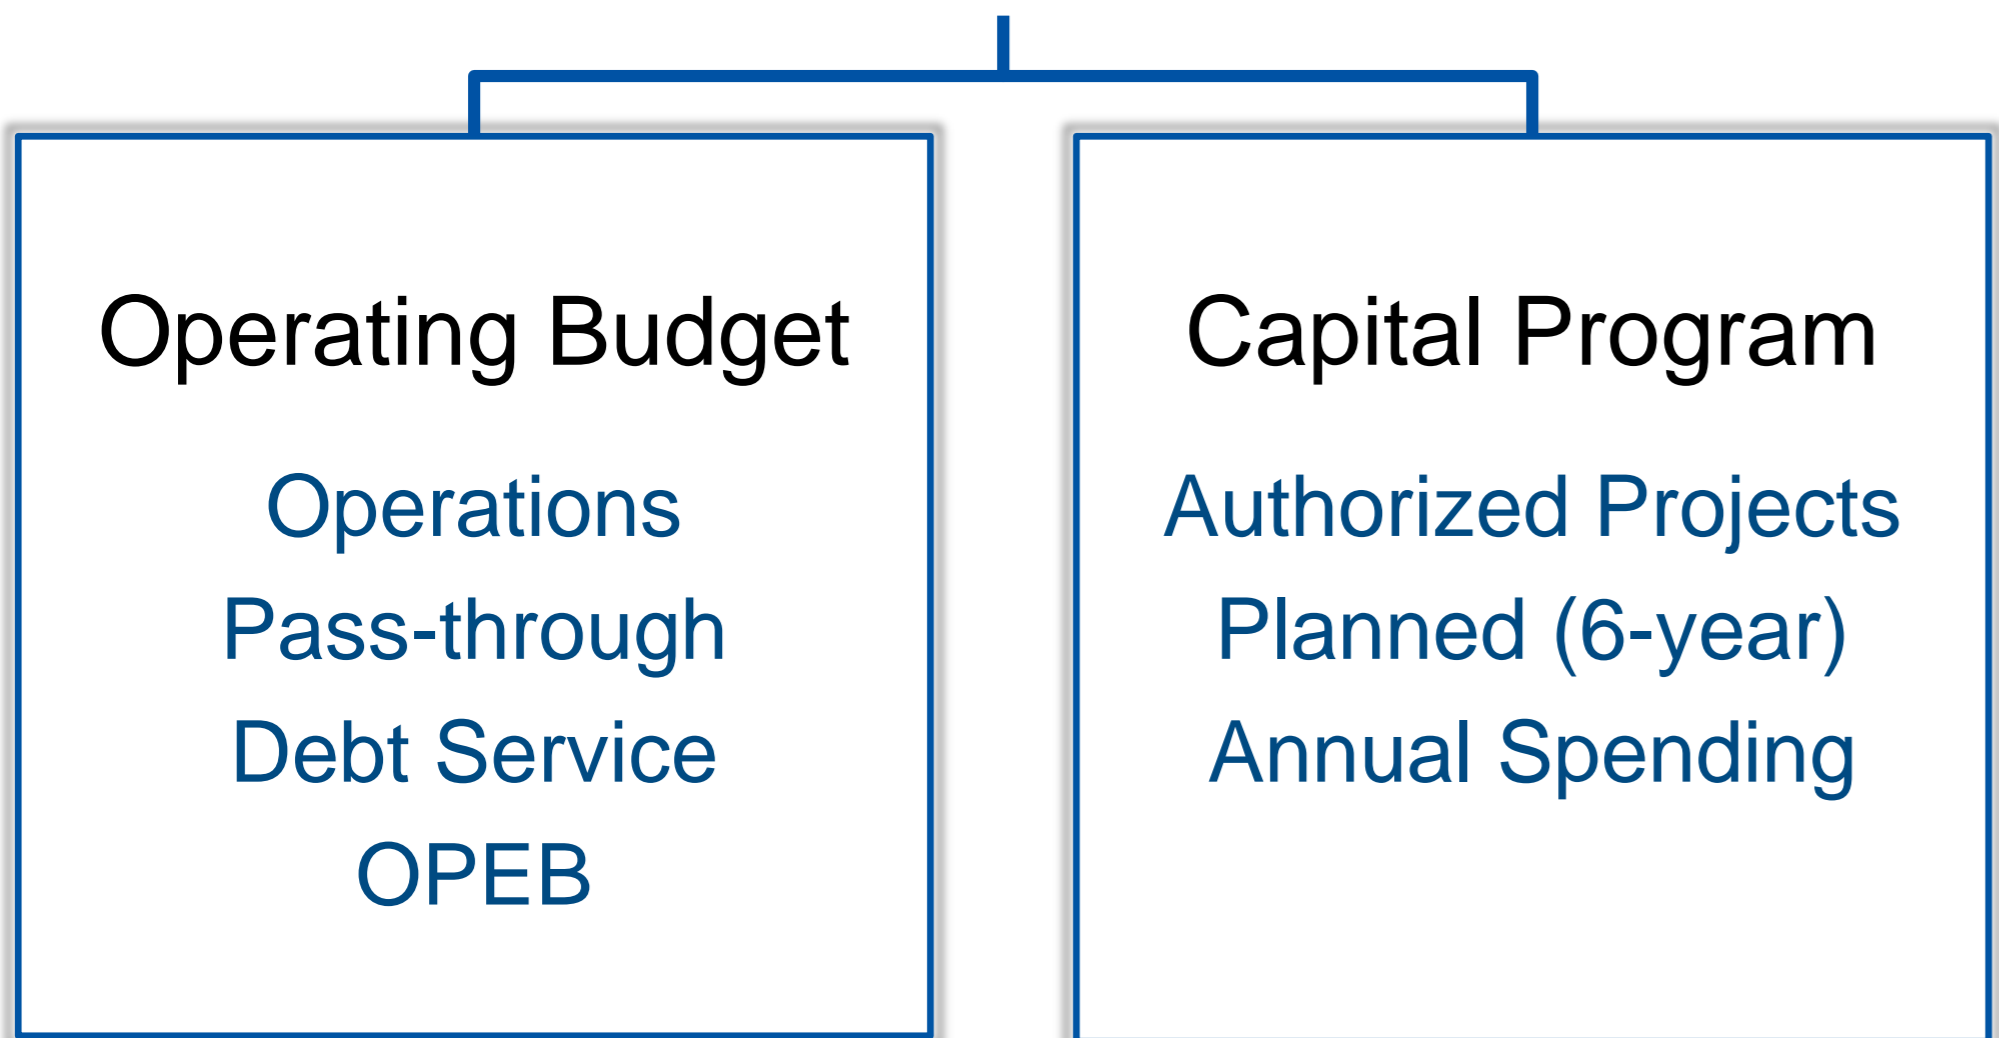 Operating Budget
Operations
Pass-through
Debt Service
OPEB
Capital Program
Authorized Projects
Planned (6-year)
Annual Spending